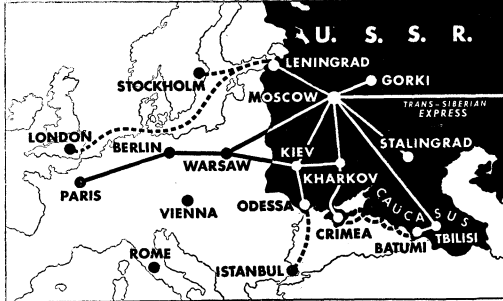 U. S. S. R.
LENINGRAD
STOCKHOLM
GORKI
MOSCOW
TRANS-SIBERIAN
EXPRESS
LONDON
BERLIN
WARSAW
KIEV
STALINGRAD
KHARKOV
PARIS
VIENNA
ODESSA
CAUCASUS
CRIMEA
TBILISI
BATUMI
ROME
ISTANBUL